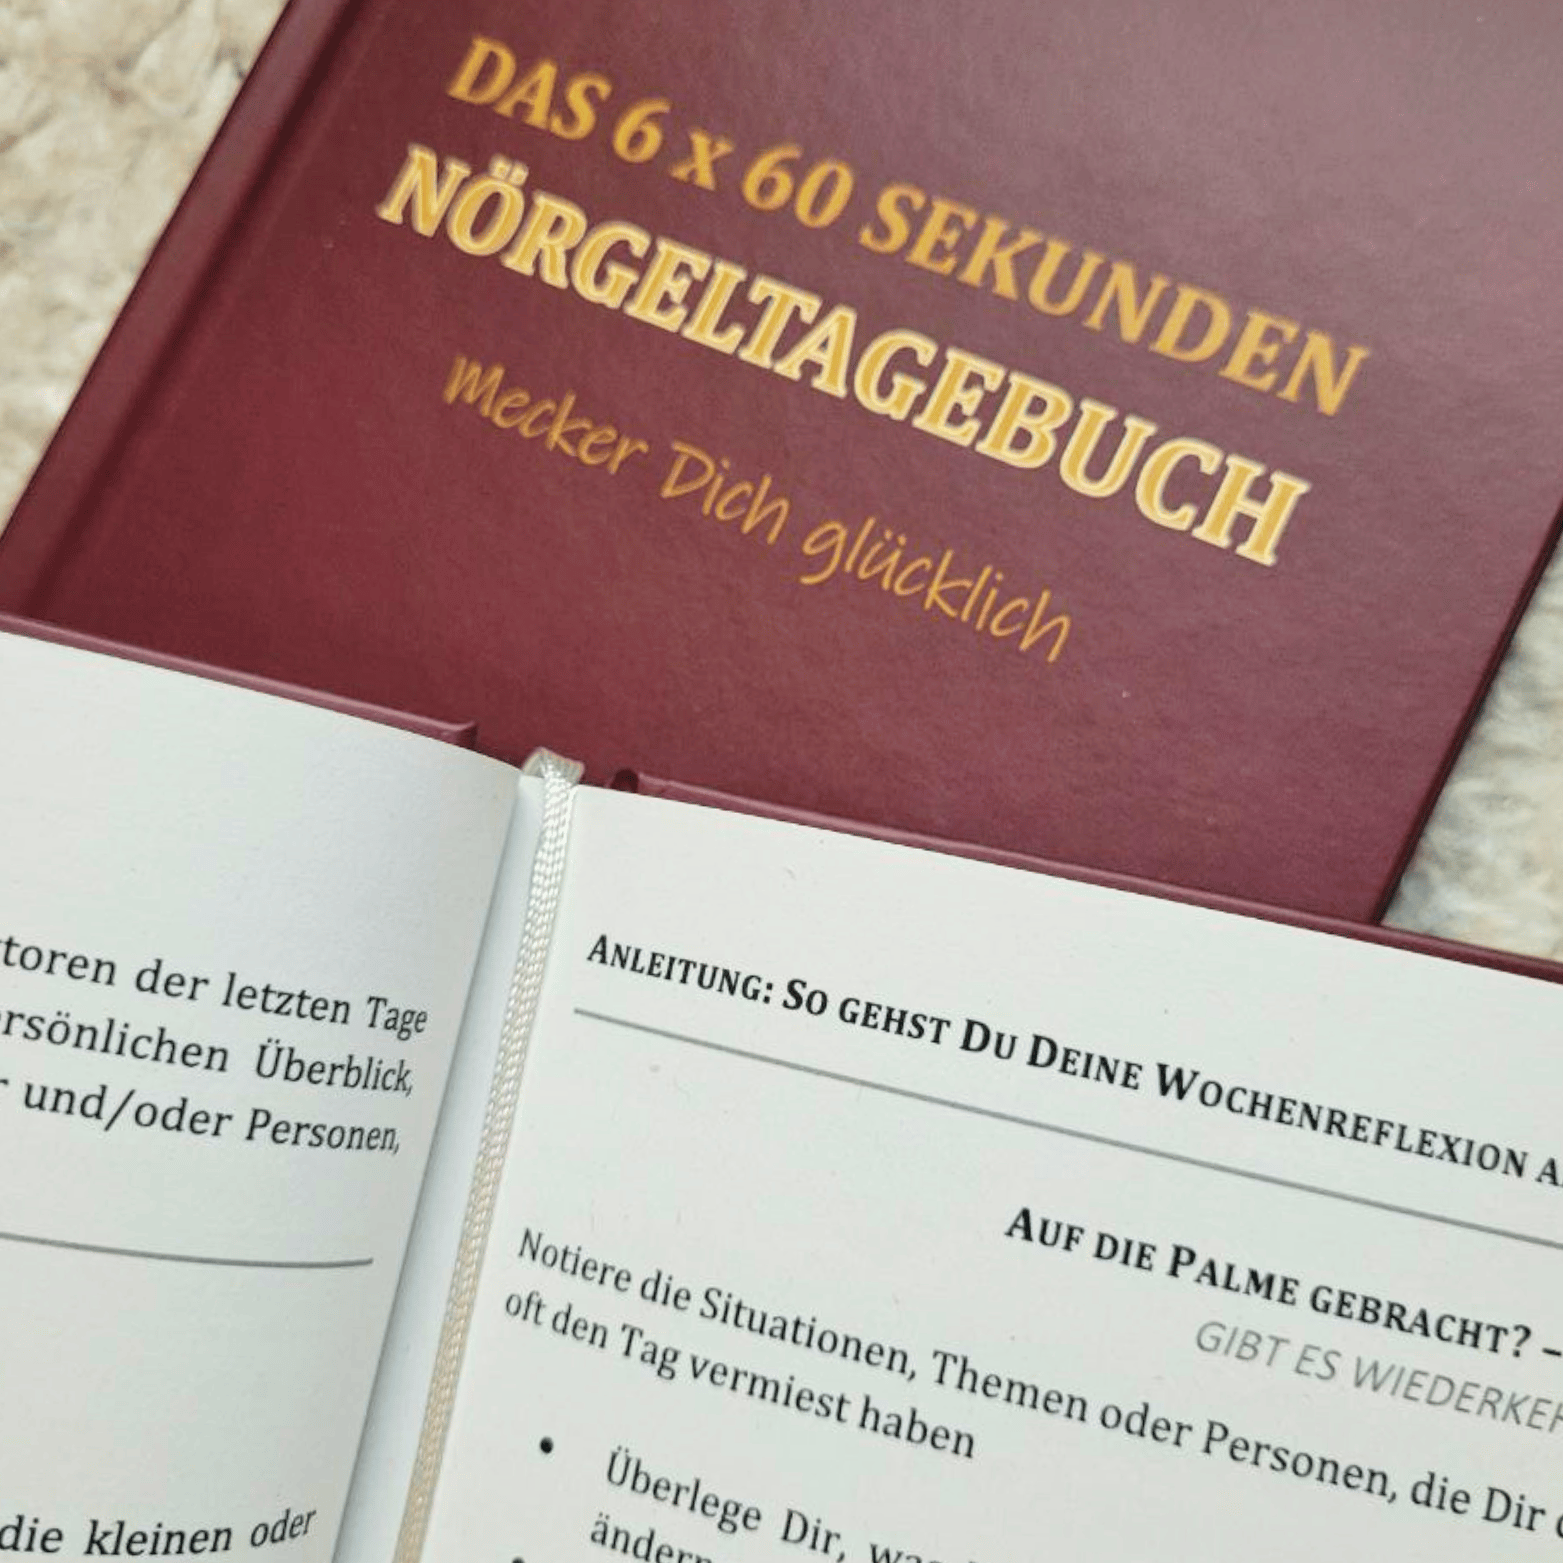 DAS 6 x 60 SEKUNDEN
NÖRGELTAGEBUCH
Mecker Dich glücklich
der letzten Tage
Überblick,
und/oder Personen,
die kleinen oder
ANLEITUNG: SO GEHST DU DEINE WOCHENREFLEXION
AUF DIE PALME GEBRACHT? –
GIBT ES
Notiere die Situationen, Themen oder Personen, die Dir
oft den Tag vermiest haben
• Überlege Dir,